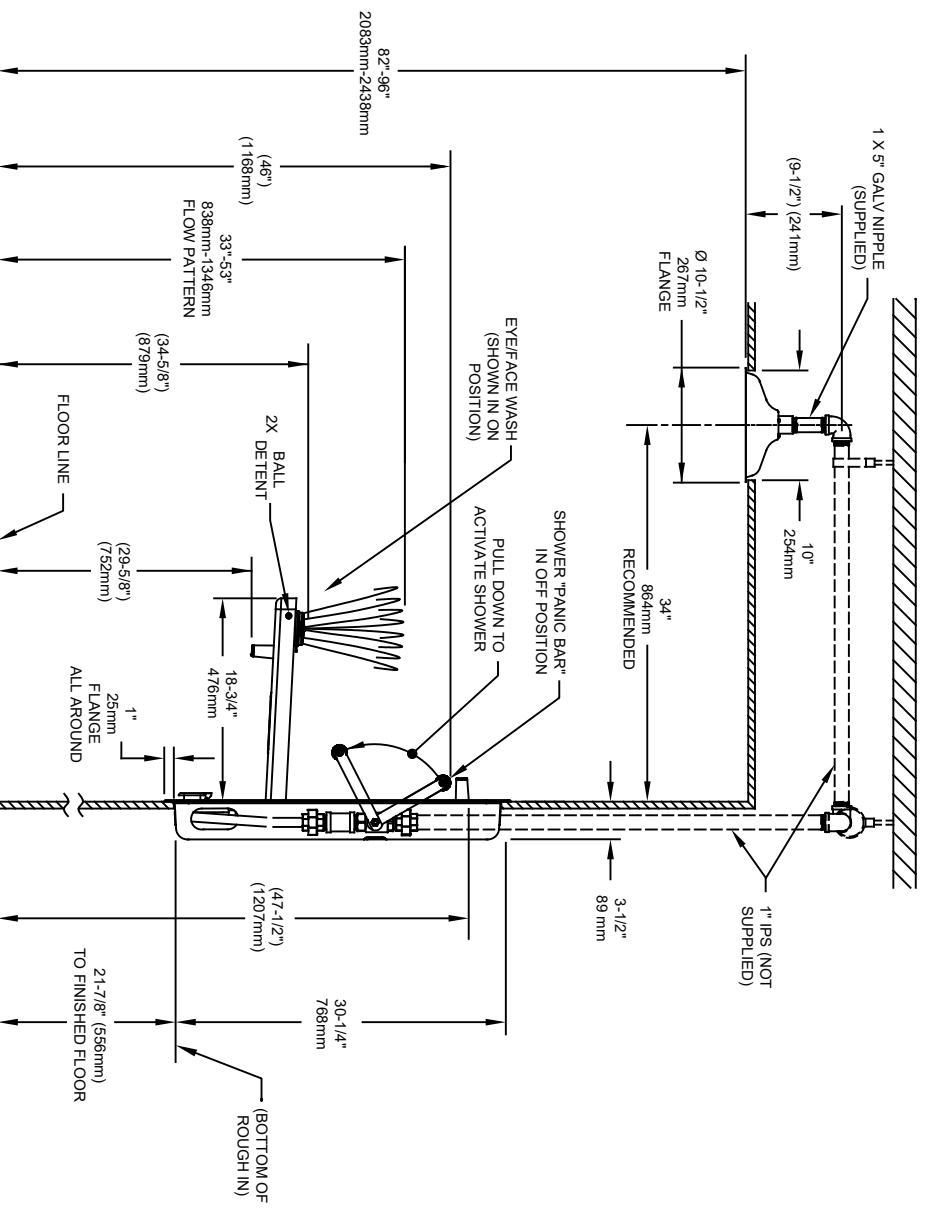 1 X 5" GALV NIPPLE
(SUPPLIED)
(9-1/2") (241mm)
82"-96"
2083mm-2438mm
(46")
(1168mm)
33"-53"
838mm-1346mm
FLOW PATTERN
(34-5/8")
(879mm)
FLOOR LINE
Ø 10-1/2"
267mm
FLANGE
10"
254mm
34"
864mm
RECOMMENDED
EYE/FACE WASH
(SHOWN IN ON
POSITION)
2X
BALL
DETENT
(29-5/8")
(752mm)
SHOWER "PANIC BAR"
IN OFF POSITION
PULL DOWN TO
ACTIVATE SHOWER
18-3/4"
476mm
1"
25mm
FLANGE
ALL AROUND
1" IPS (NOT
SUPPLIED)
3-1/2"
89 mm
(47-1/2")
(1207mm)
30-1/4"
768mm
21-7/8" (556mm)
TO FINISHED FLOOR
(BOTTOM OF
ROUGH IN)